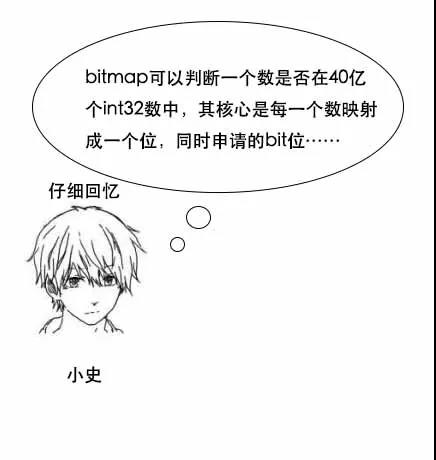 bitmap可以判断一个数是否在40亿
个int32数中，其核心是每一个数映射
成一个位，同时申请的bit位……
仔细回忆
小史